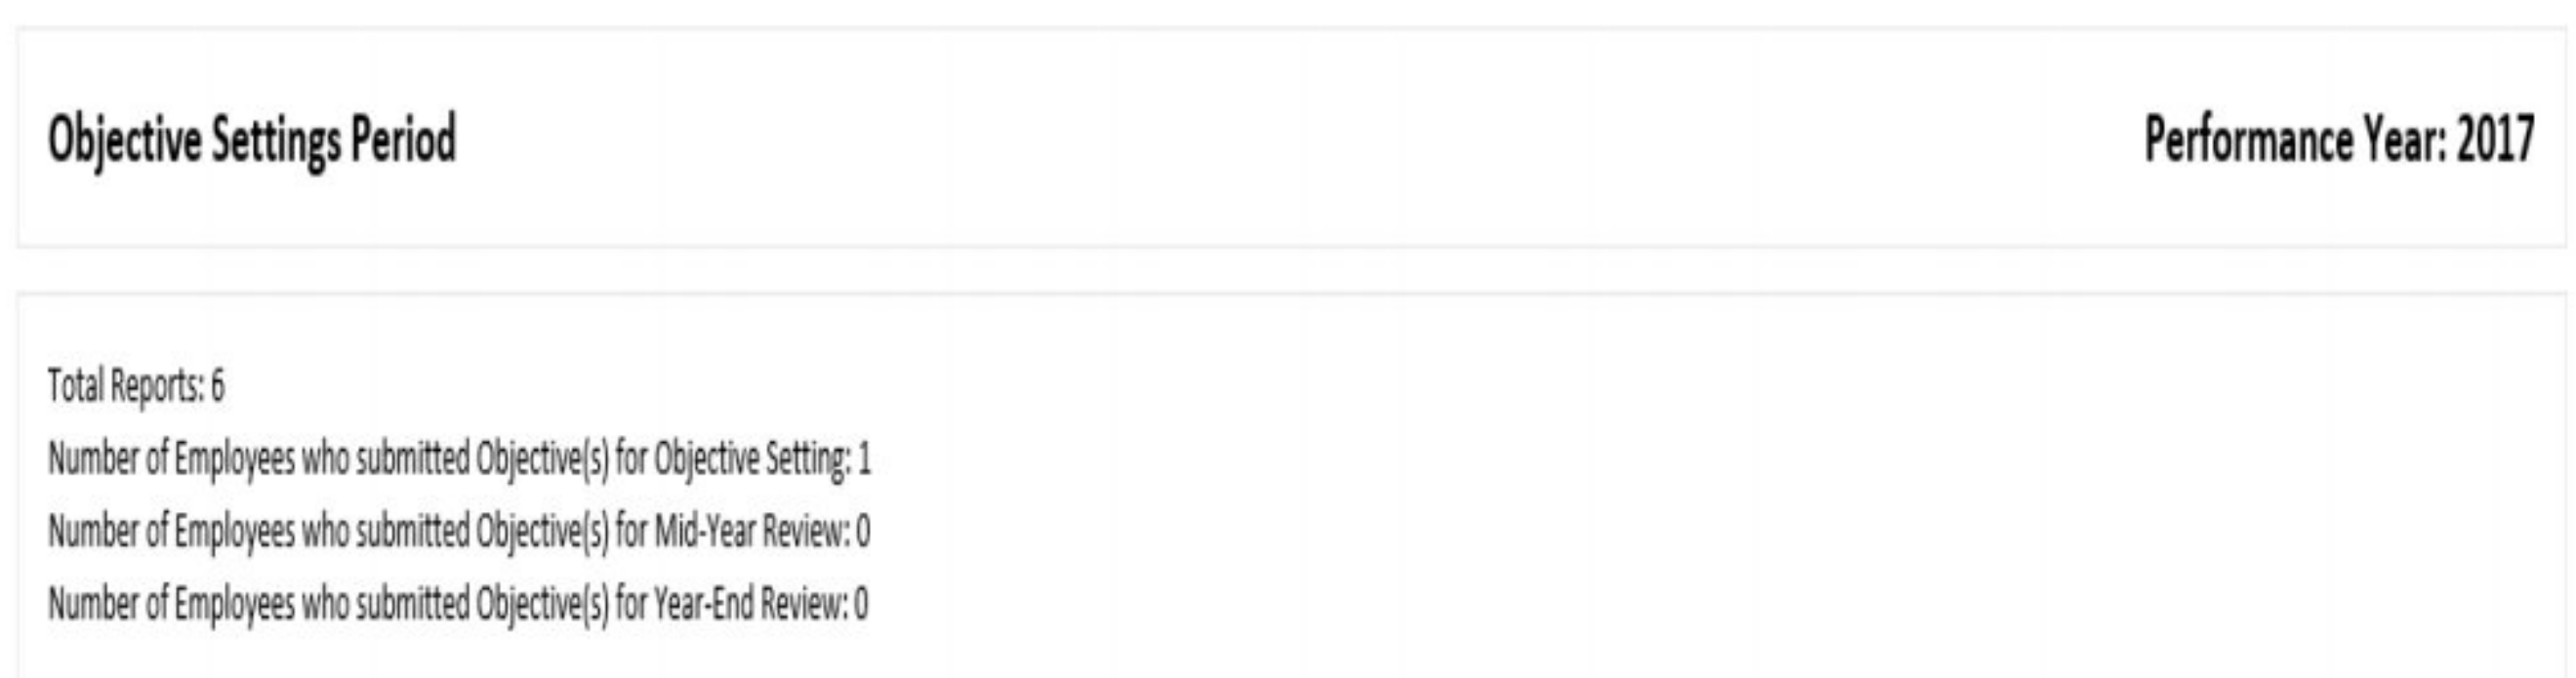 Objective Settings Period
Performance Year: 2017
Total Reports: 6
Number of Employees who submitted Objective(s) for Objective Setting: 1
Number of Employees who submitted Objective(s) for Mid-Year Review: 0
Number of Employees who submitted Objective(s) for Year-End Review: 0